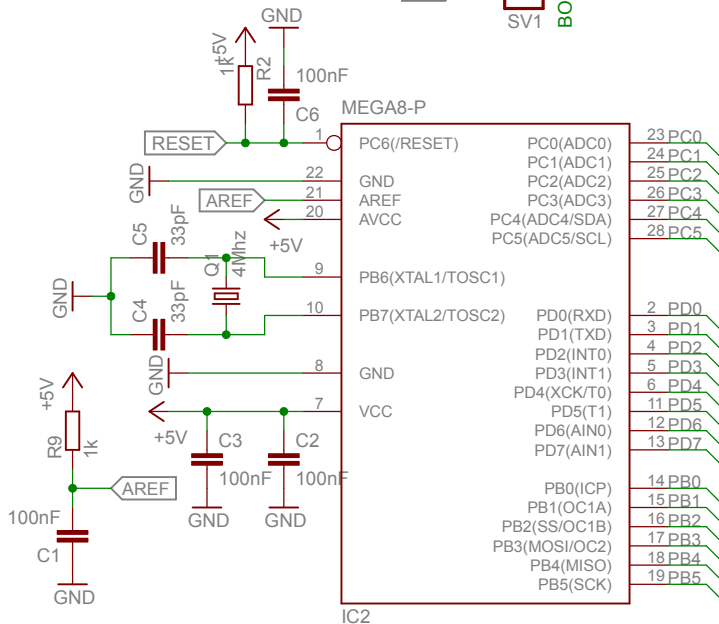 GND
SV1
BO
+5V
1k
R2
100nF
C6
MEGA8-P
RESET
1
PC6(/RESET)
GND
22
GND
AREF
21
AREF
20
AVCC
+5V
C5
33pF
Q1
4Mhz
9
PB6(XTAL1/TOSC1)
GND
C4
33pF
10
PB7(XTAL2/TOSC2)
GND
8
GND
7
VCC
+5V
C3
100nF
GND
C2
100nF
GND
+5V
R9
1k
AREF
100nF
C1
GND
PC0(ADC0) 23 PC0
PC1(ADC1) 24 PC1
PC2(ADC2) 25 PC2
PC3(ADC3) 26 PC3
PC4(ADC4/SDA) 27 PC4
PC5(ADC5/SCL) 28 PC5
PD0(RXD) 2 PD0
PD1(TXD) 3 PD1
PD2(INT0) 4 PD2
PD3(INT1) 5 PD3
PD4(XCK/T0) 6 PD4
PD5(T1) 11 PD5
PD6(AIN0) 12 PD6
PD7(AIN1) 13 PD7
PB0(ICP) 14 PB0
PB1(OC1A) 15 PB1
PB2(SS/OC1B) 16 PB2
PB3(MOSI/OC2) 17 PB3
PB4(MISO) 18 PB4
PB5(SCK) 19 PB5
IC2